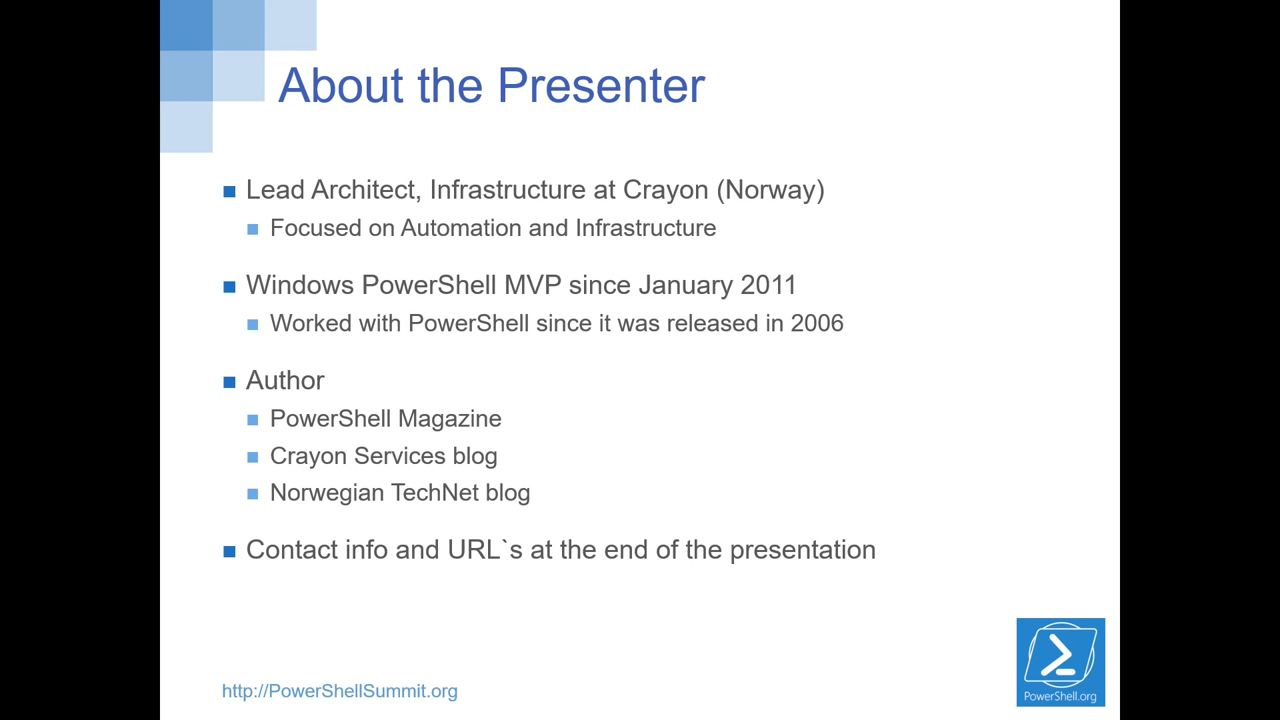 About the Presenter
Lead Architect, Infrastructure at Crayon (Norway)
Focused on Automation and Infrastructure
Windows PowerShell MVP since January 2011
Worked with PowerShell since it was released in 2006
Author
PowerShell Magazine
Crayon Services blog
Norwegian TechNet blog
Contact info and URL`s at the end of the presentation
http://PowerShellSummit.org
PowerShell.org